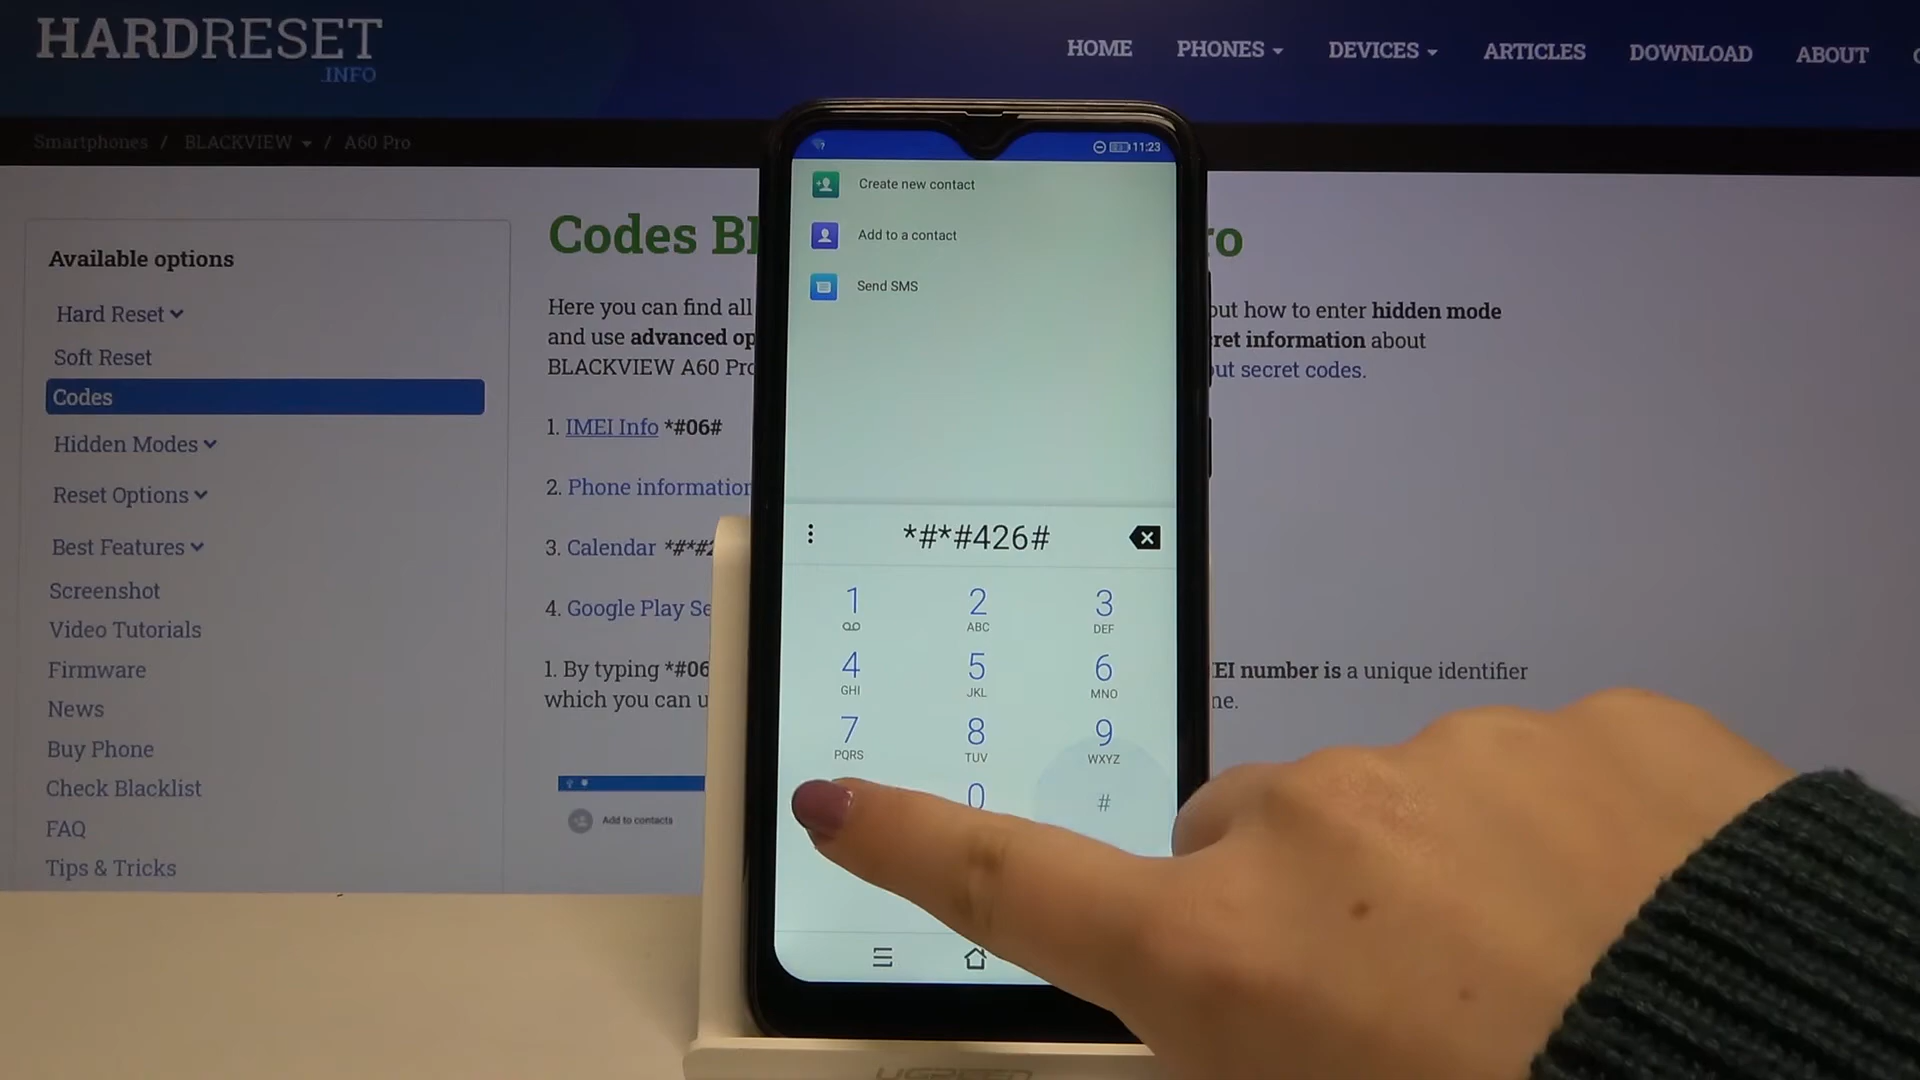 HARDRESET
.INFO
HOME PHONES DEVICES ARTICLES DOWNLOAD ABOUT
Smartphones / BLACKVIEW / A60 Pro
Available options
Hard Reset
Soft Reset
Codes
Hidden Modes
Reset Options
Best Features
Screenshot
Video Tutorials
Firmware
News
Buy Phone
Check Blacklist
FAQ
Tips & Tricks
Codes Bl
ro
Here you can find all
out how to enter hidden mode
and use advanced op
ret information about
BLACKVIEW A60 Pro
out secret codes.
1. IMEI Info *#06#
2. Phone information
3. Calendar *#*#2
4. Google Play Se
1. By typing *#06
EI number is a unique identifier
which you can u
ne.
Add to contacts
11:23
Create new contact
Add to a contact
Send SMS
*#*#426#
1 2 3
ABC DEF
4 5 6
GHI JKL MNO
7 8 9
PQRS TUV WXYZ
0 #
UGREEN